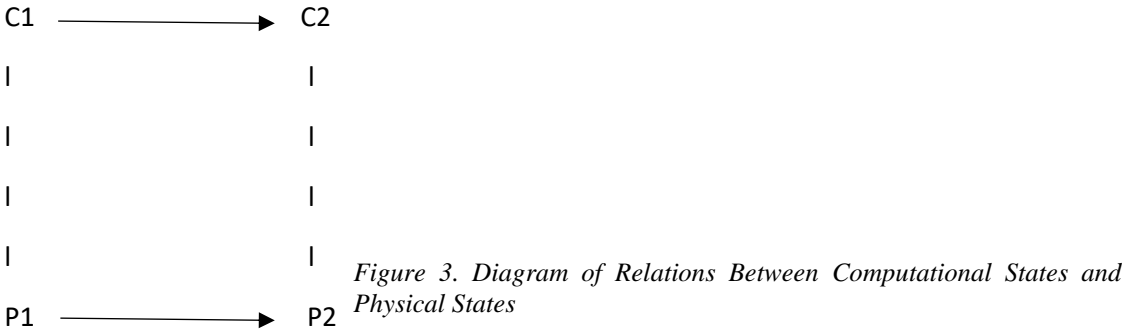 C1 C2
I I
I I
I I
I I
Figure 3. Diagram of Relations Between Computational States and
Physical States
P1 P2